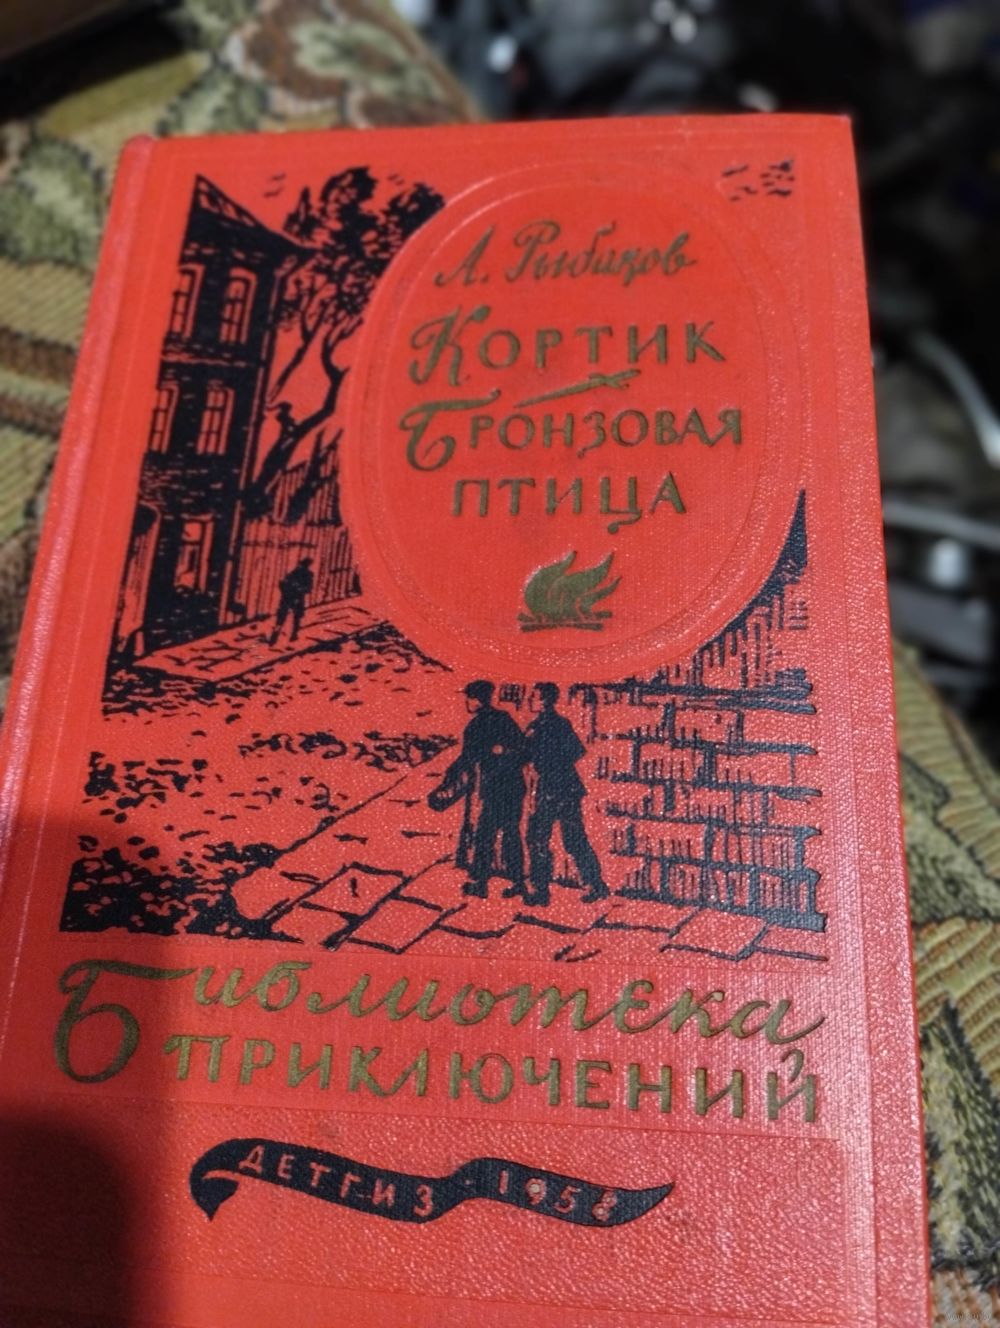 А. Рыбаков
Кортик
Бронзовая
птица
Библиотека
приключений
ДЕТГИЗ · 1958